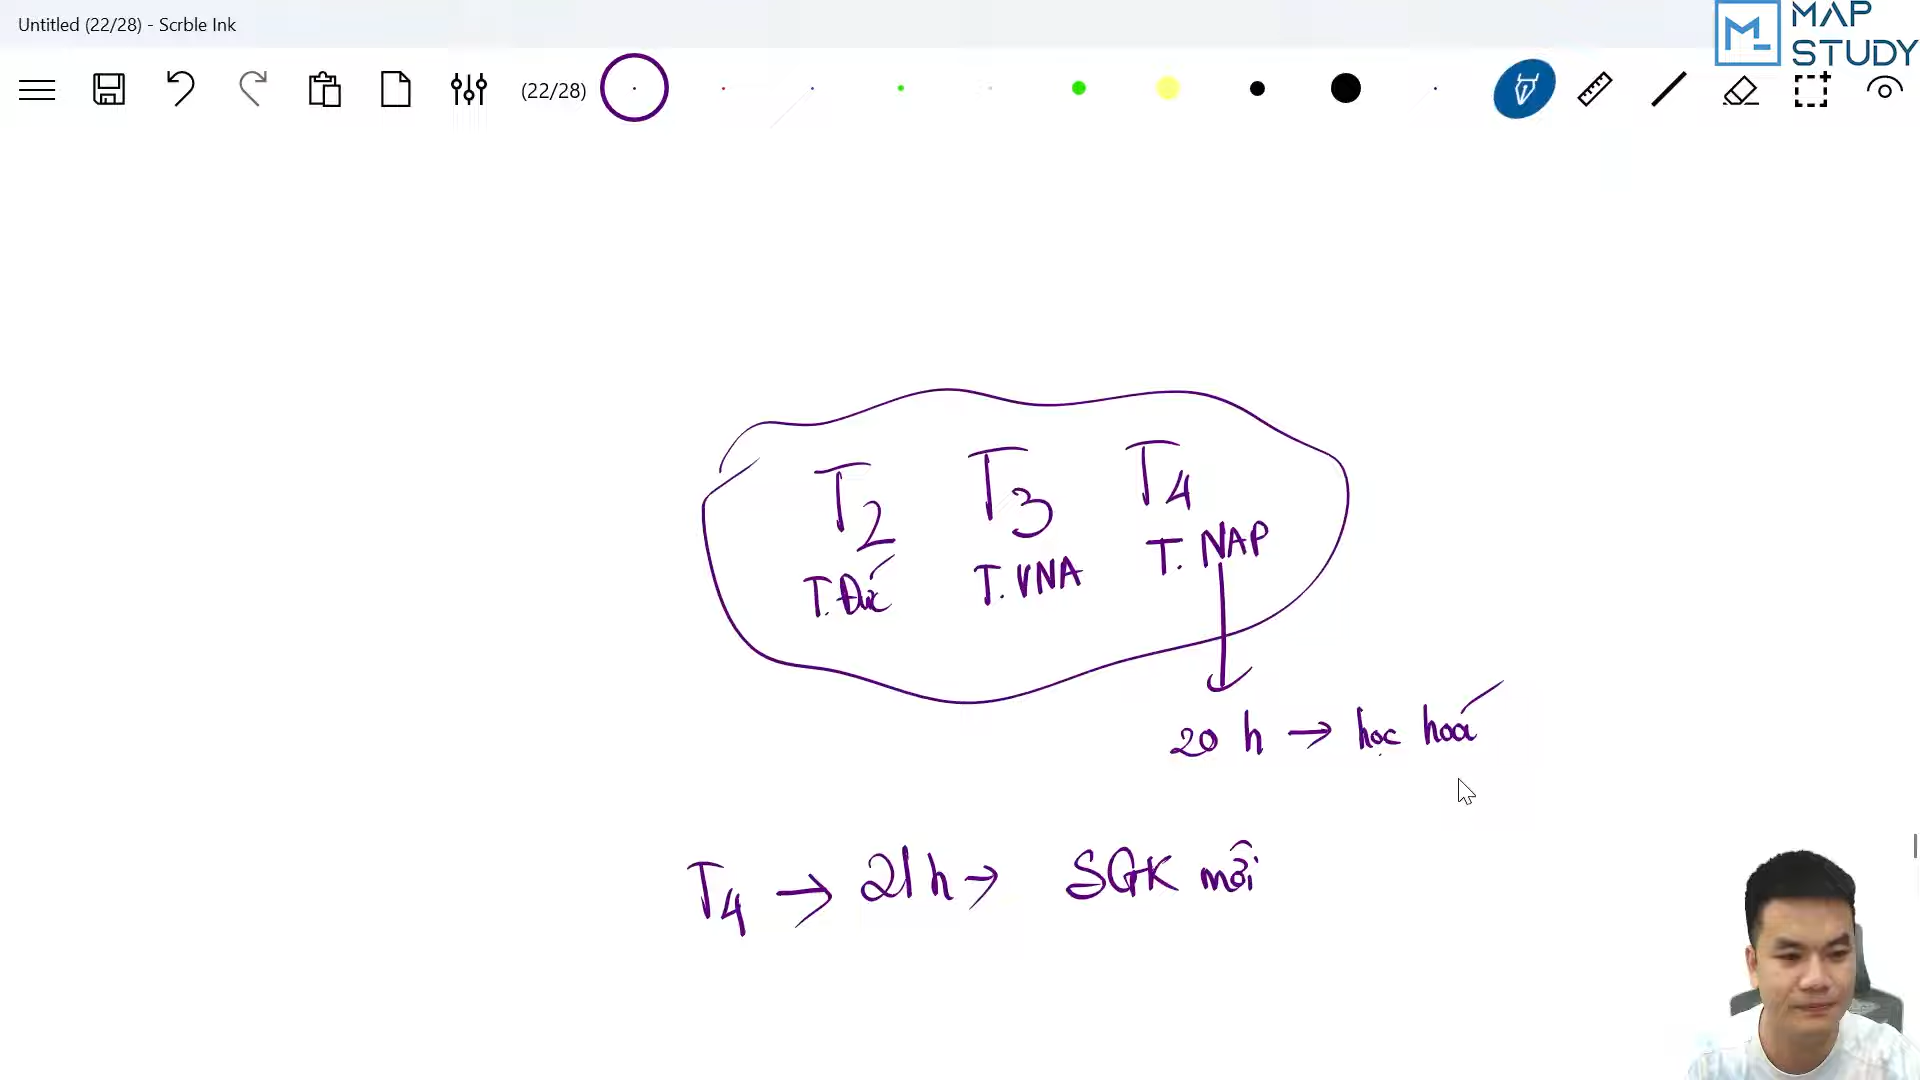 Untitled (22/28) - Scrble Ink
MAP
STUDY
(22/28)
T2 T3 T4
T. Đức T. VNA T. NAP
20 h → học hoá
T4 → 21h → SGK mới